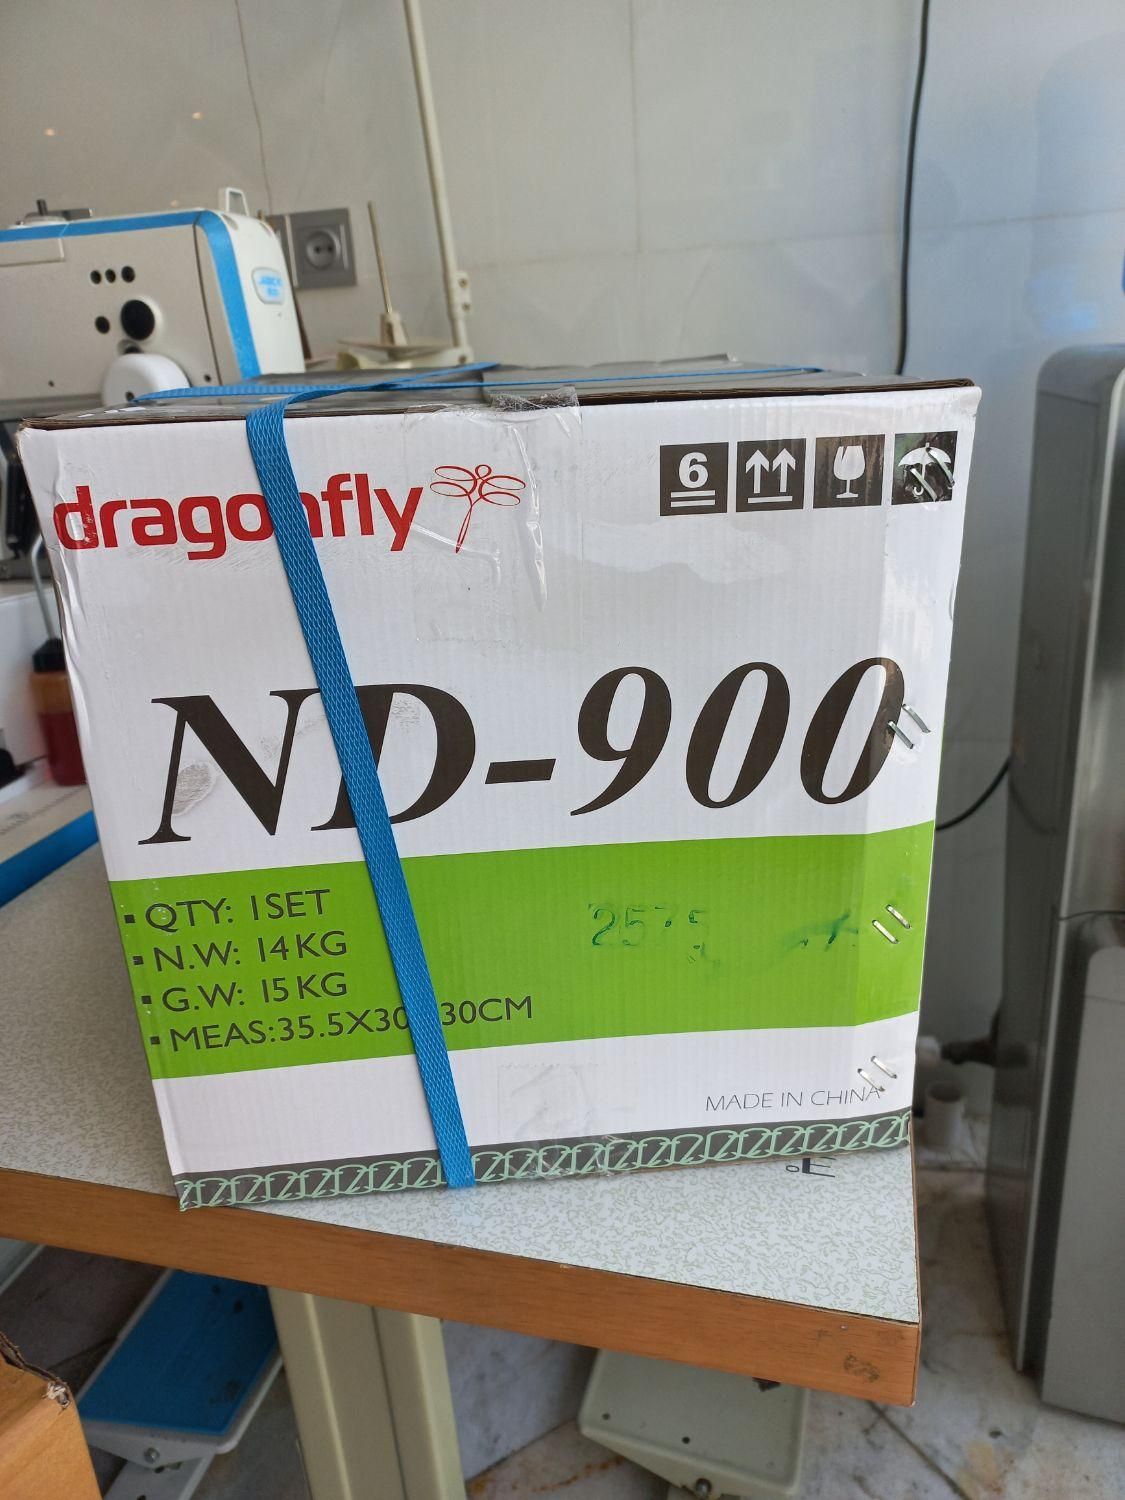 dragonfly
6
ND-900
QTY: 1SET
N.W: 14KG
G.W: 15KG
MEAS:35.5X30 30CM
MADE IN CHINA